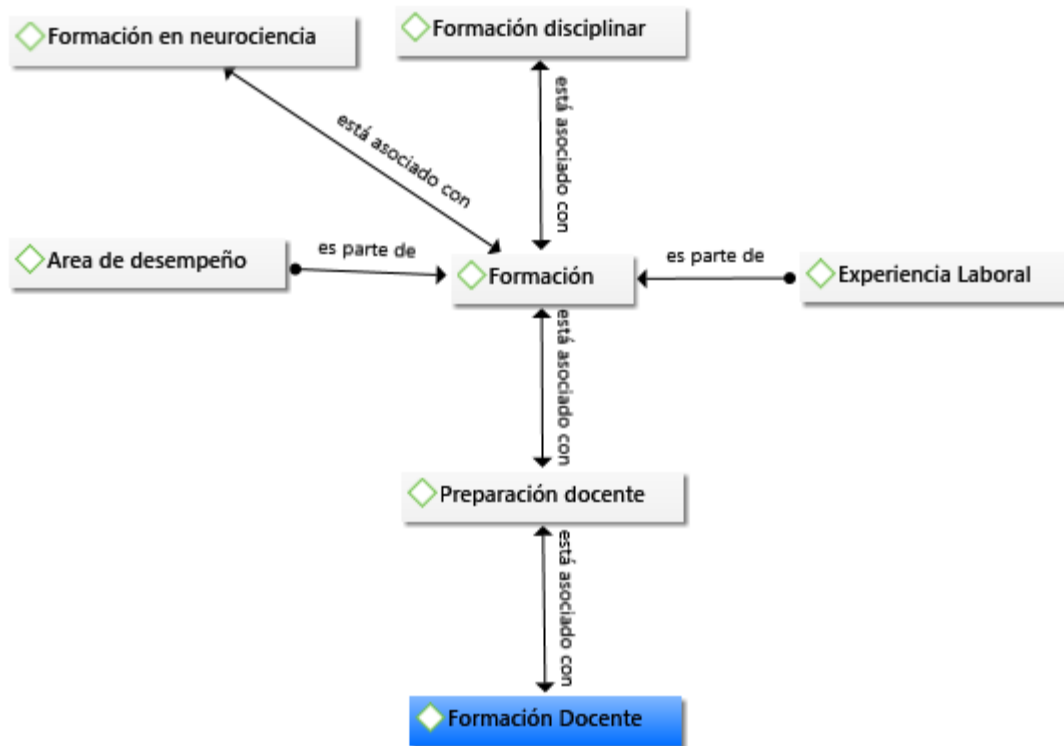 Formación en neurociencia
Formación disciplinar
está asociado con
está asociado con
Area de desempeño
es parte de
Formación
es parte de
Experiencia Laboral
está asociado con
Preparación docente
está asociado con
Formación Docente